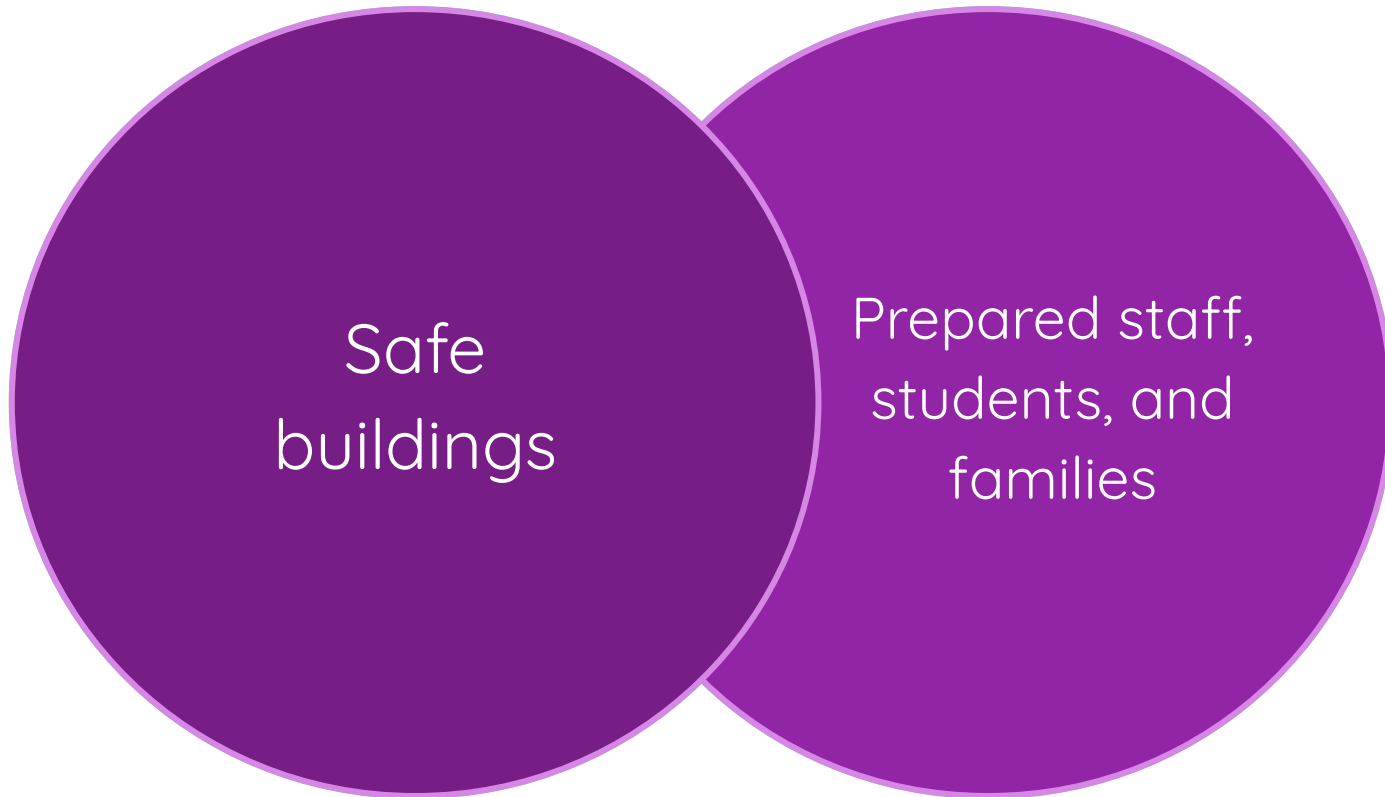 Safe
buildings
Prepared staff,
students, and
families